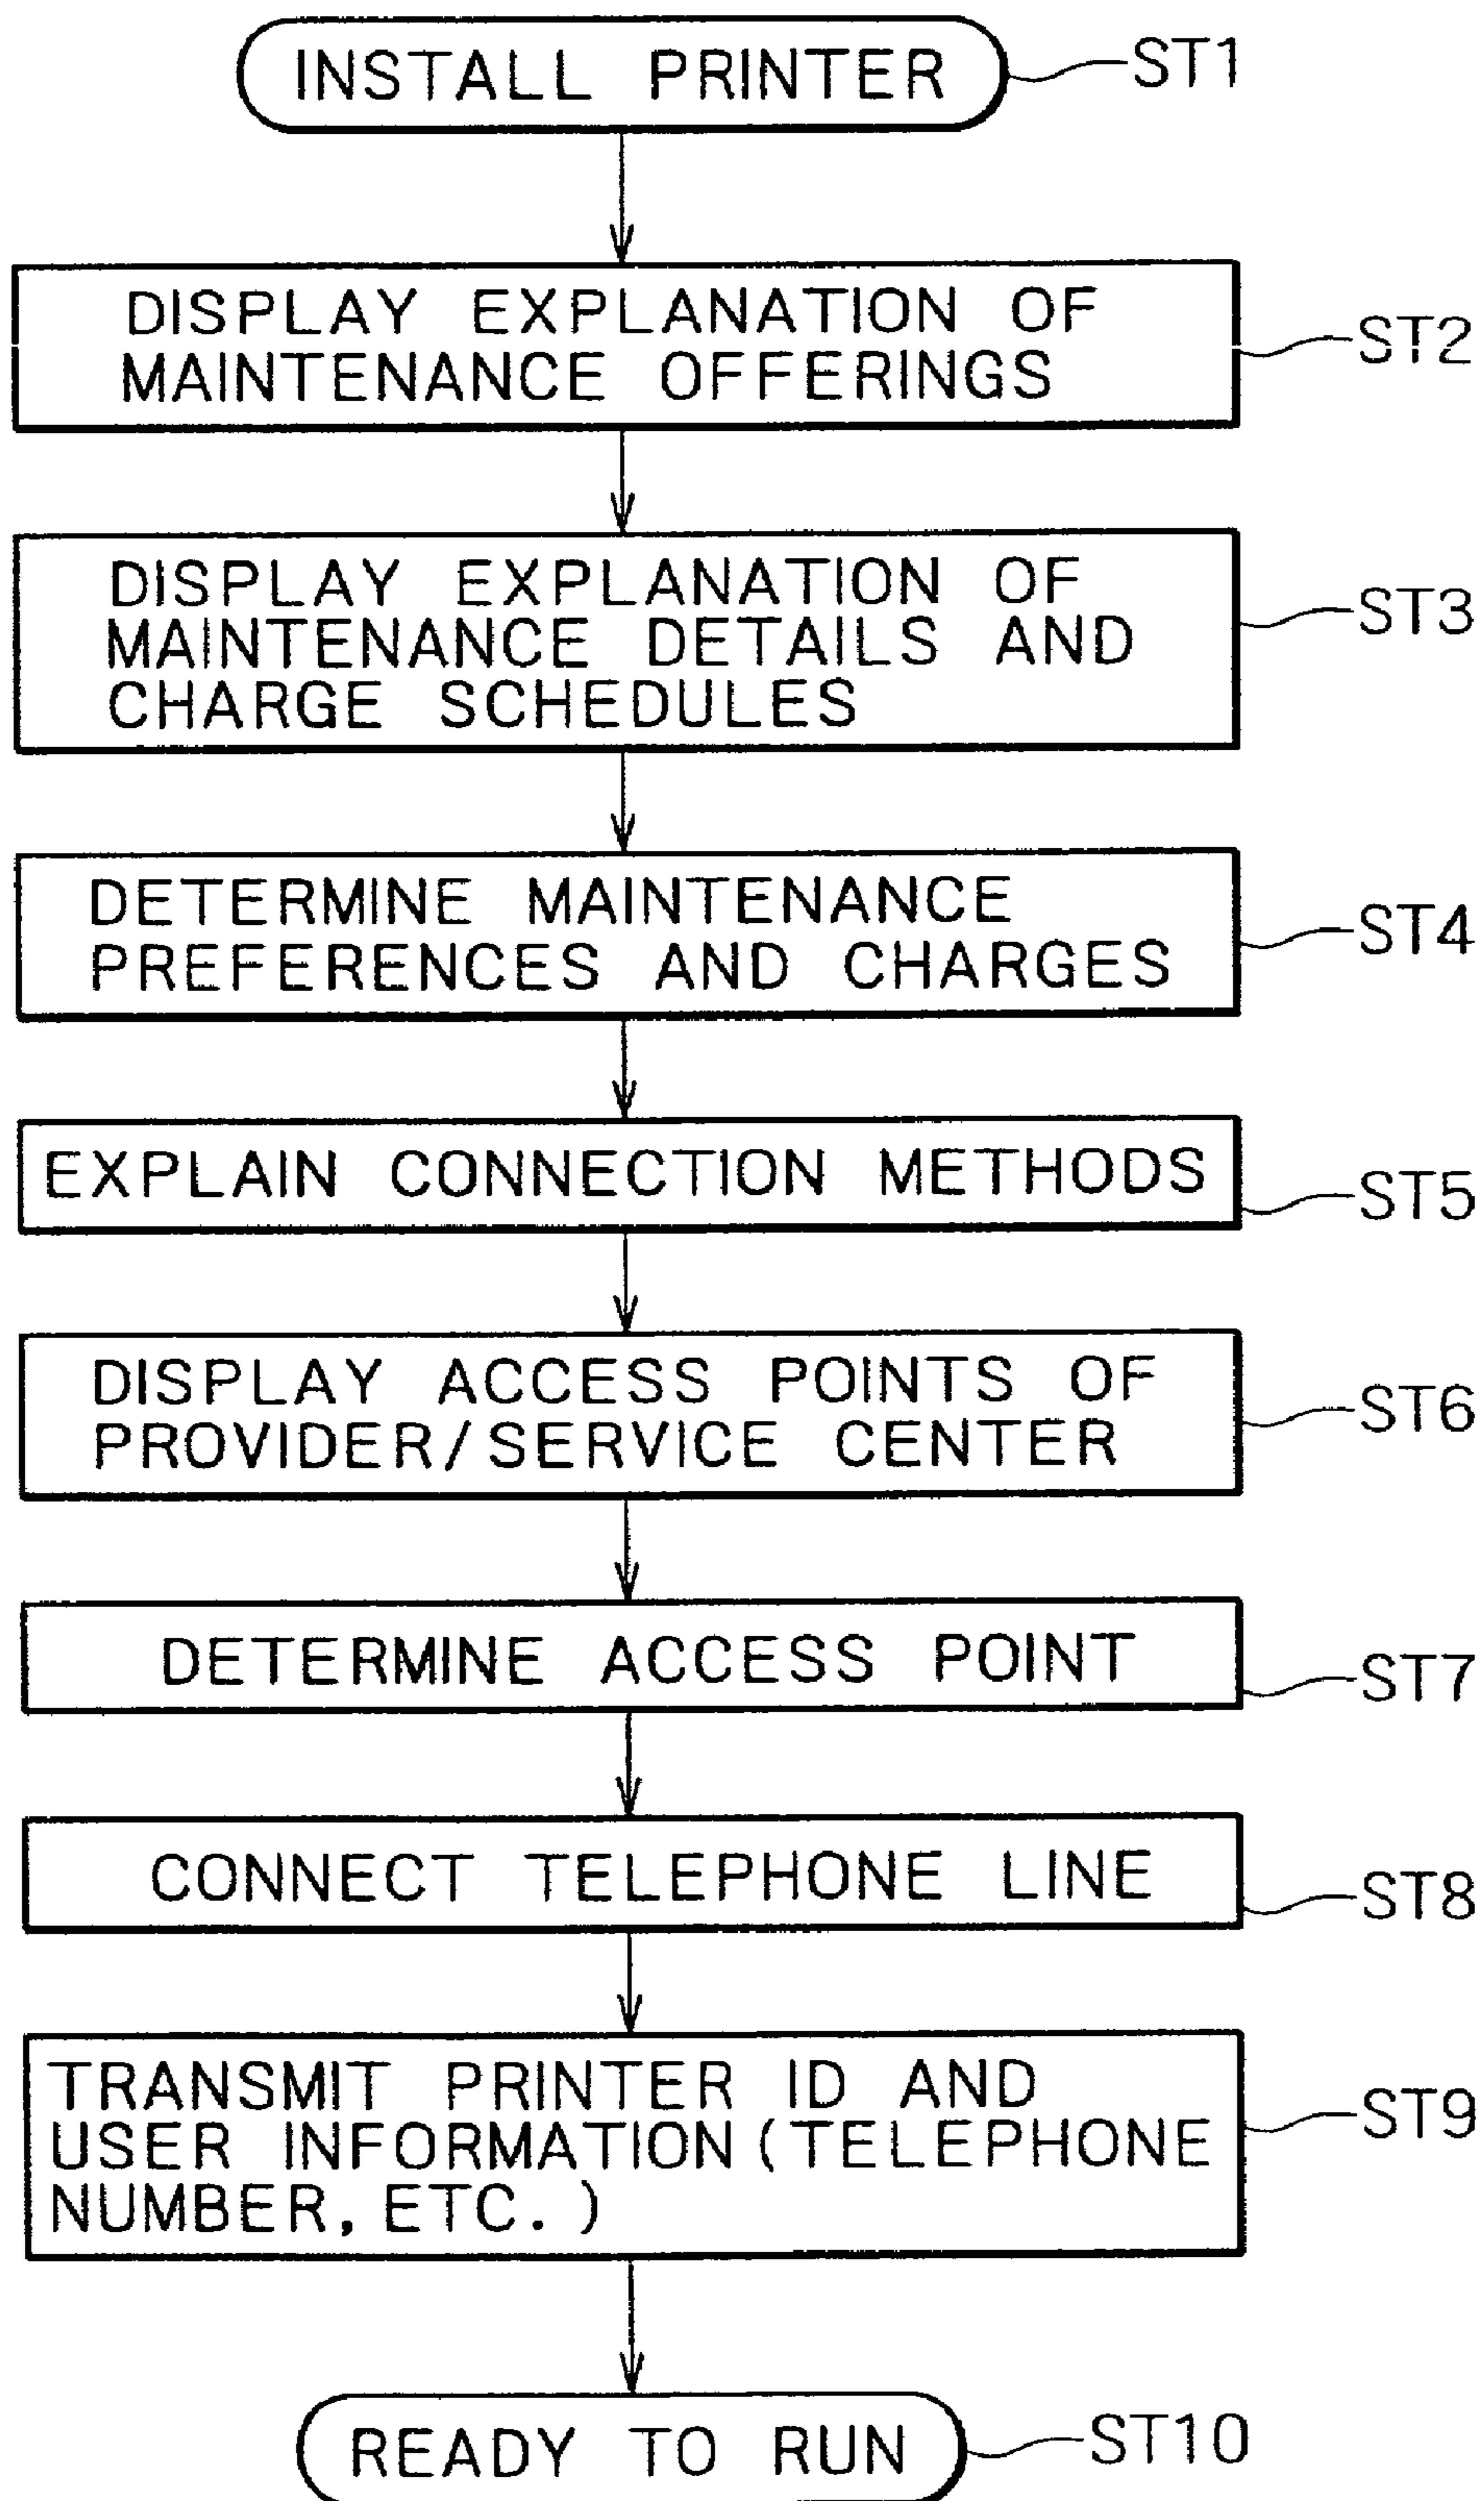 INSTALL PRINTER
ST1
DISPLAY EXPLANATION OF
MAINTENANCE OFFERINGS
ST2
DISPLAY EXPLANATION OF
MAINTENANCE DETAILS AND
CHARGE SCHEDULES
ST3
DETERMINE MAINTENANCE
PREFERENCES AND CHARGES
ST4
EXPLAIN CONNECTION METHODS
ST5
DISPLAY ACCESS POINTS OF
PROVIDER/SERVICE CENTER
ST6
DETERMINE ACCESS POINT
ST7
CONNECT TELEPHONE LINE
ST8
TRANSMIT PRINTER ID AND
USER INFORMATION (TELEPHONE
NUMBER, ETC.)
ST9
READY TO RUN
ST10